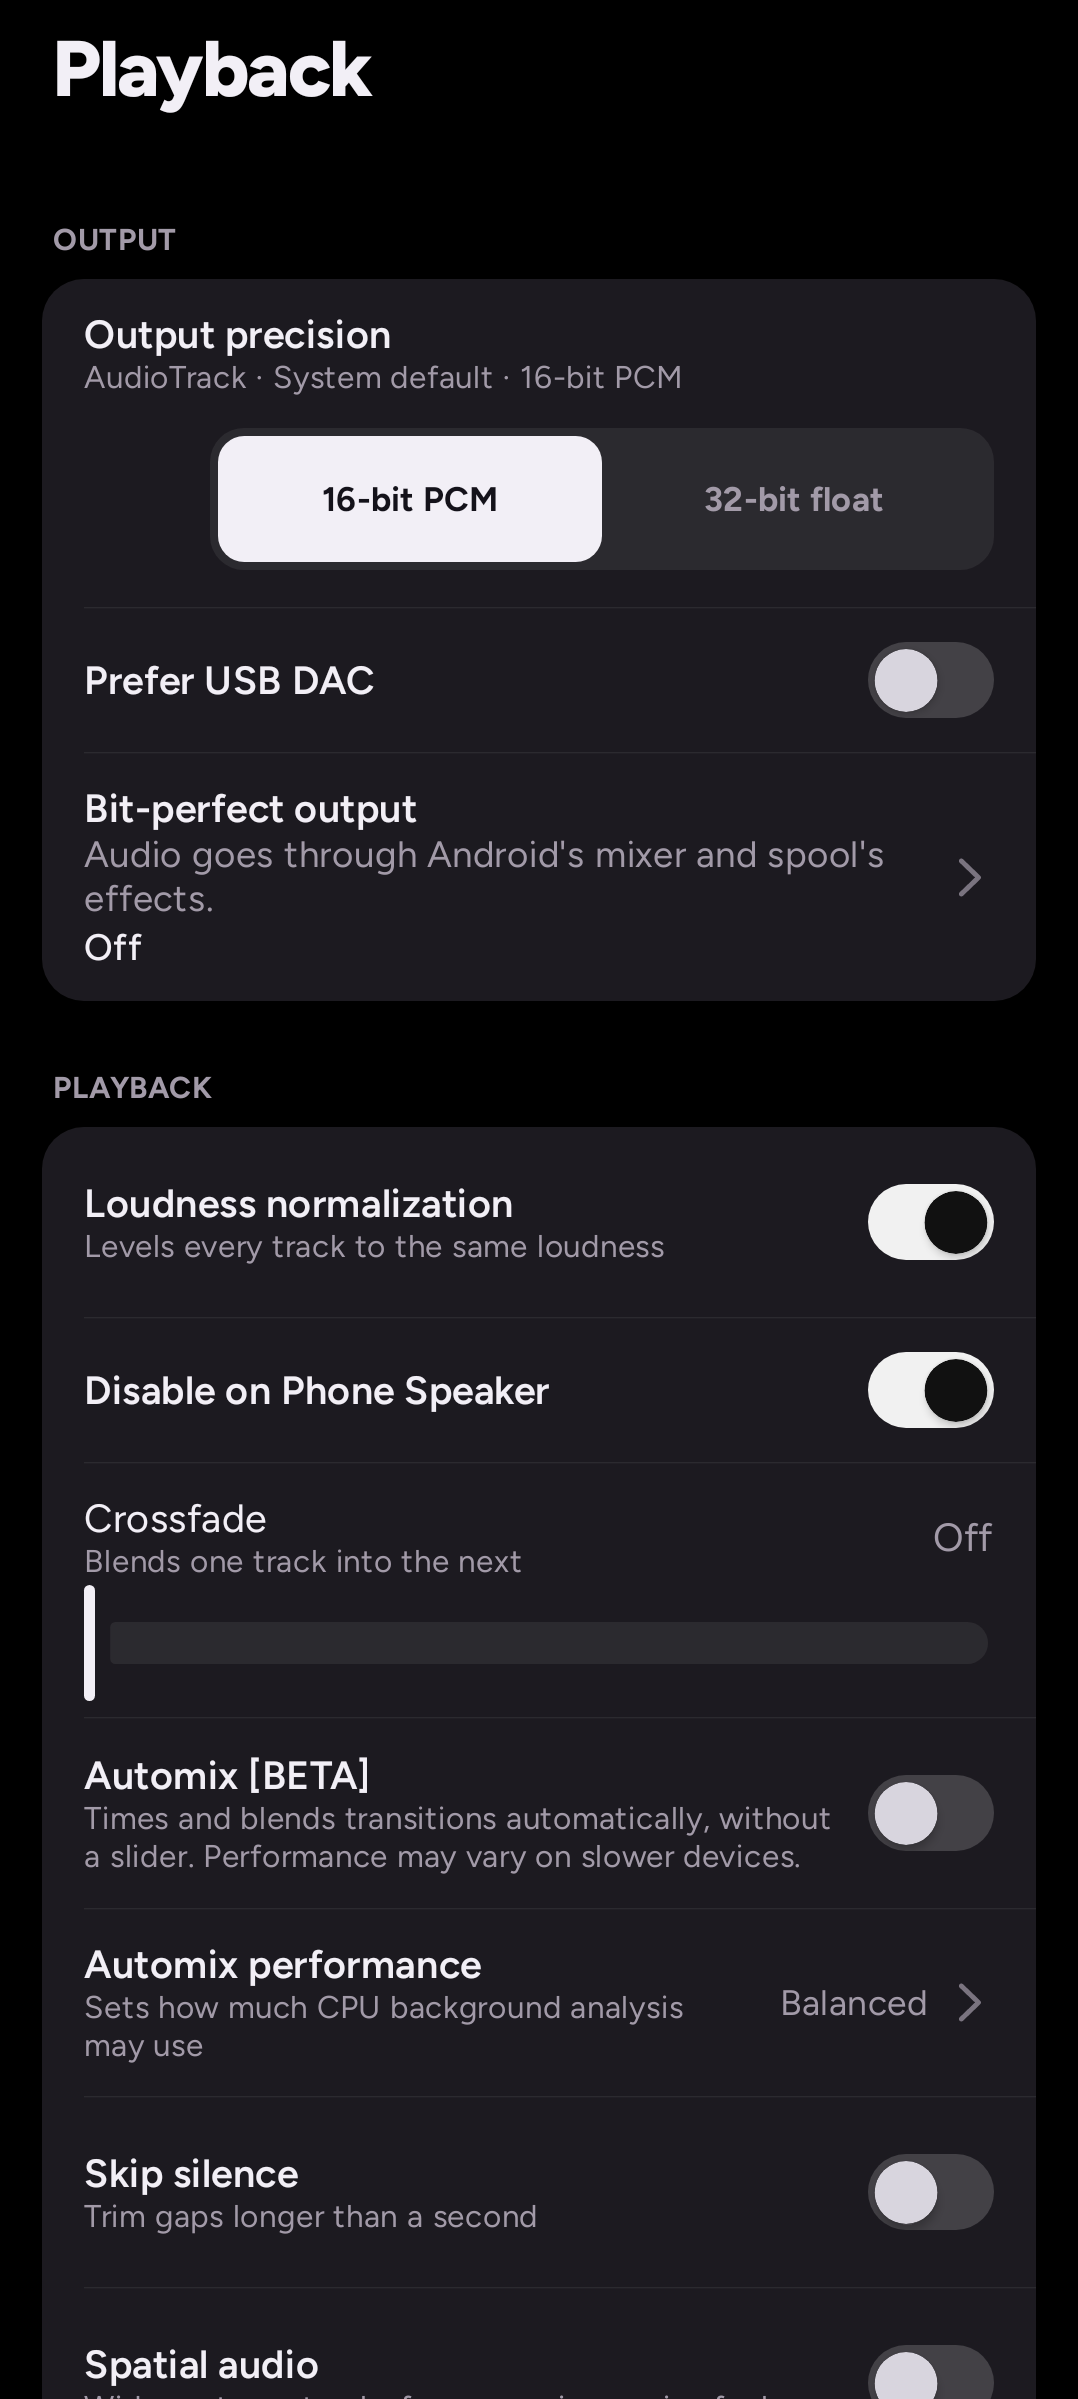 Playback
OUTPUT
Output precision
AudioTrack · System default · 16-bit PCM
16-bit PCM
32-bit float
Prefer USB DAC
Bit-perfect output
Audio goes through Android's mixer and spool's
effects.
Off
PLAYBACK
Loudness normalization
Levels every track to the same loudness
Disable on Phone Speaker
Crossfade
Off
Blends one track into the next
Automix [BETA]
Times and blends transitions automatically, without
a slider. Performance may vary on slower devices.
Automix performance
Sets how much CPU background analysis
may use
Balanced
Skip silence
Trim gaps longer than a second
Spatial audio